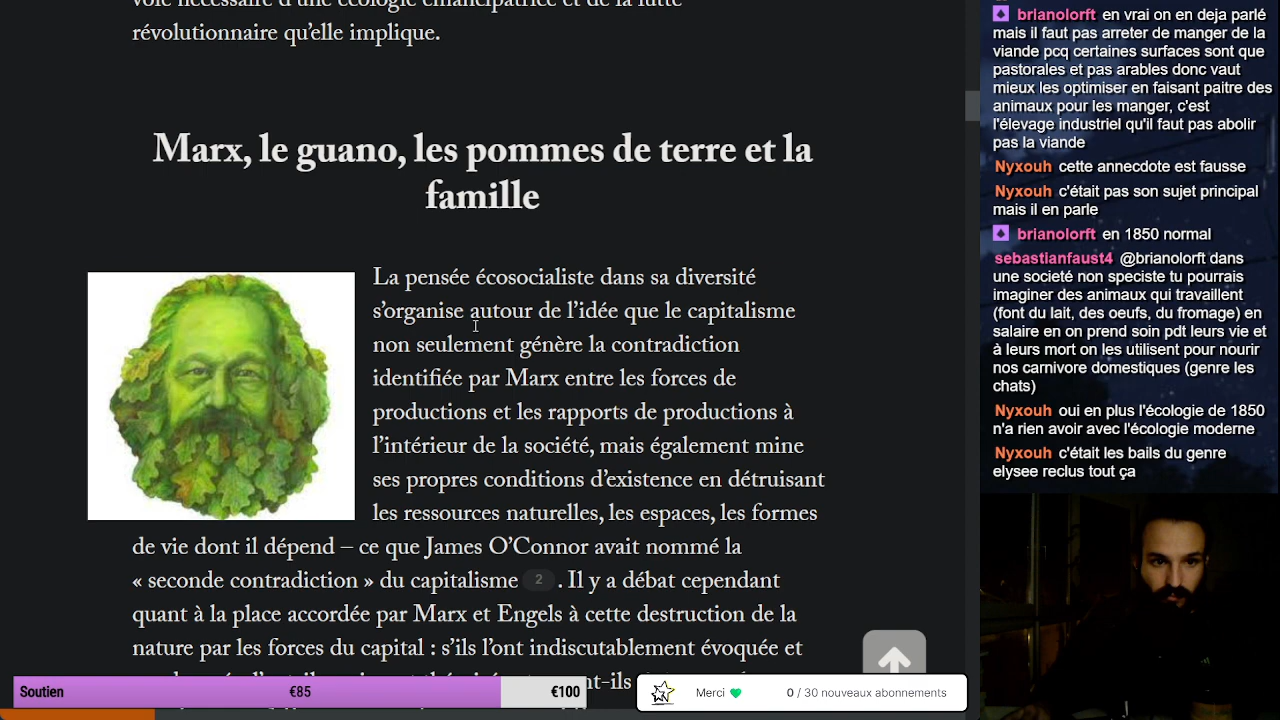 voie nécessaire d'une écologie émancipatrice et de la lutte
révolutionnaire qu'elle implique.
Marx, le guano, les pommes de terre et la
famille
La pensée écosocialiste dans sa diversité
s'organise autour de l'idée que le capitalisme
non seulement génère la contradiction
identifiée par Marx entre les forces de
productions et les rapports de productions à
l'intérieur de la société, mais également mine
ses propres conditions d'existence en détruisant
les ressources naturelles, les espaces, les formes
de vie dont il dépend – ce que James O'Connor avait nommé la
« seconde contradiction » du capitalisme 2 . Il y a débat cependant
quant à la place accordée par Marx et Engels à cette destruction de la
nature par les forces du capital : s'ils l'ont indiscutablement évoquée et
Soutien €85 €100
Merci 0 / 30 nouveaux abonnements
brianolorft en vrai on en deja parlé
mais il faut pas arreter de manger de la
viande pcq certaines surfaces sont que
pastorales et pas arables donc vaut
mieux les optimiser en faisant paitre des
animaux pour les manger, c'est
l'élevage industriel qu'il faut pas abolir
pas la viande
Nyxouh cette annecdote est fausse
Nyxouh c'était pas son sujet principal
mais il en parle
brianolorft en 1850 normal
sebastianfaust4 @brianolorft dans
une societé non speciste tu pourrais
imaginer des animaux qui travaillent
(font du lait, des oeufs, du fromage) en
salaire en on prend soin pdt leurs vie et
à leurs mort on les utilisent pour nourir
nos carnivore domestiques (genre les
chats)
Nyxouh oui en plus l'écologie de 1850
n'a rien avoir avec l'écologie moderne
Nyxouh c'était les bails du genre
elysee reclus tout ça